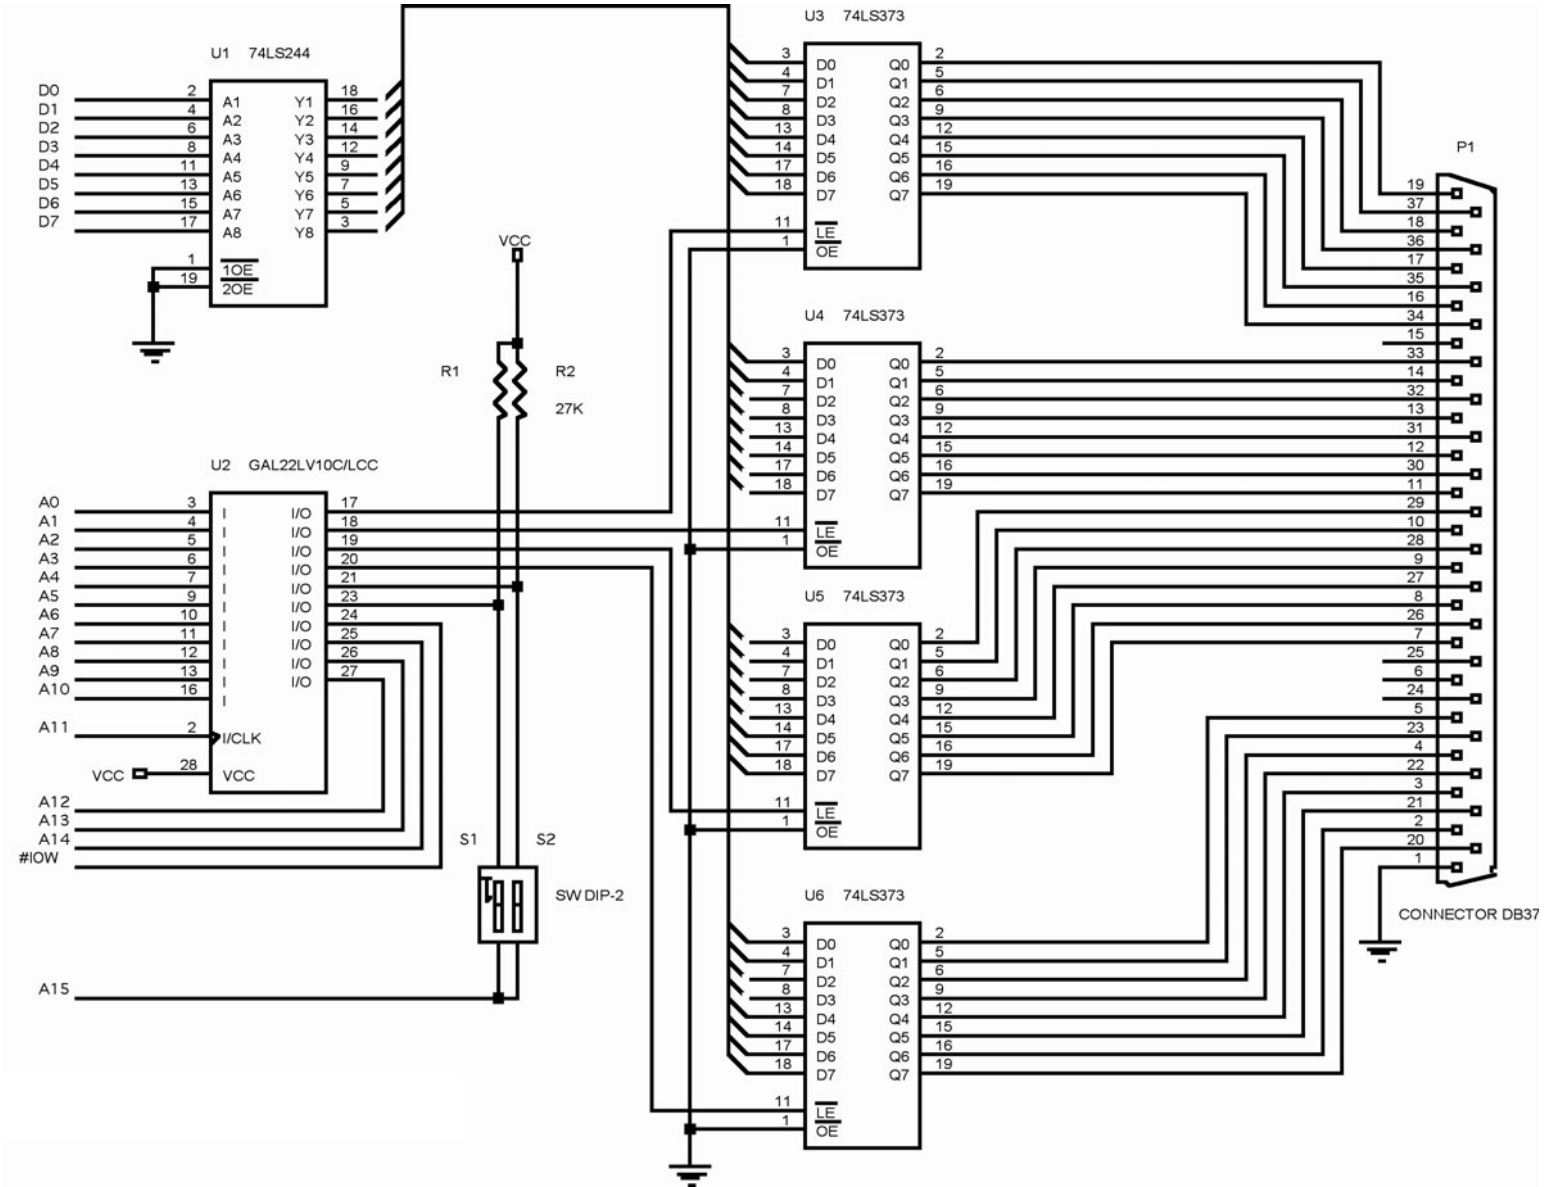 U1 74LS244
D0 2 A1 Y1 18
D1 4 A2 Y2 16
D2 6 A3 Y3 14
D3 8 A4 Y4 12
D4 11 A5 Y5 9
D5 13 A6 Y6 7
D6 15 A7 Y7 5
D7 17 A8 Y8 3
1 1OE
19 2OE
VCC
R1 R2
27K
U2 GAL22LV10C/LCC
A0 3 I I/O 17
A1 4 I I/O 18
A2 5 I I/O 19
A3 6 I I/O 20
A4 7 I I/O 21
A5 9 I I/O 23
A6 10 I I/O 24
A7 11 I I/O 25
A8 12 I I/O 26
A9 13 I I/O 27
A10 16 I
A11 2 I/CLK
VCC 28 VCC
A12
A13
A14
#IOW
S1 S2
SW DIP-2
A15
U3 74LS373
3 D0 Q0 2
4 D1 Q1 5
7 D2 Q2 6
8 D3 Q3 9
13 D4 Q4 12
14 D5 Q5 15
17 D6 Q6 16
18 D7 Q7 19
11 LE
1 OE
U4 74LS373
3 D0 Q0 2
4 D1 Q1 5
7 D2 Q2 6
8 D3 Q3 9
13 D4 Q4 12
14 D5 Q5 15
17 D6 Q6 16
18 D7 Q7 19
11 LE
1 OE
U5 74LS373
3 D0 Q0 2
4 D1 Q1 5
7 D2 Q2 6
8 D3 Q3 9
13 D4 Q4 12
14 D5 Q5 15
17 D6 Q6 16
18 D7 Q7 19
11 LE
1 OE
U6 74LS373
3 D0 Q0 2
4 D1 Q1 5
7 D2 Q2 6
8 D3 Q3 9
13 D4 Q4 12
14 D5 Q5 15
17 D6 Q6 16
18 D7 Q7 19
11 LE
1 OE
P1
19
37
18
36
17
35
16
34
15
33
14
32
13
31
12
30
11
29
10
28
9
27
8
26
7
25
6
24
5
23
4
22
3
21
2
20
1
CONNECTOR DB37